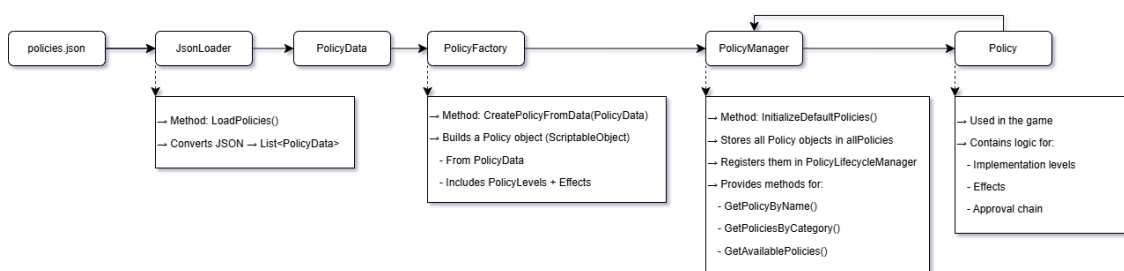 policies.json
JsonLoader
PolicyData
PolicyFactory
PolicyManager
Policy
→ Method: LoadPolicies()
→ Converts JSON → List<PolicyData>
→ Method: CreatePolicyFromData(PolicyData)
→ Builds a Policy object (ScriptableObject)
- From PolicyData
- Includes PolicyLevels + Effects
→ Method: InitializeDefaultPolicies()
→ Stores all Policy objects in allPolicies
→ Registers them in PolicyLifecycleManager
→ Provides methods for:
- GetPolicyByName()
- GetPoliciesByCategory()
- GetAvailablePolicies()
→ Used in the game
→ Contains logic for:
- Implementation levels
- Effects
- Approval chain